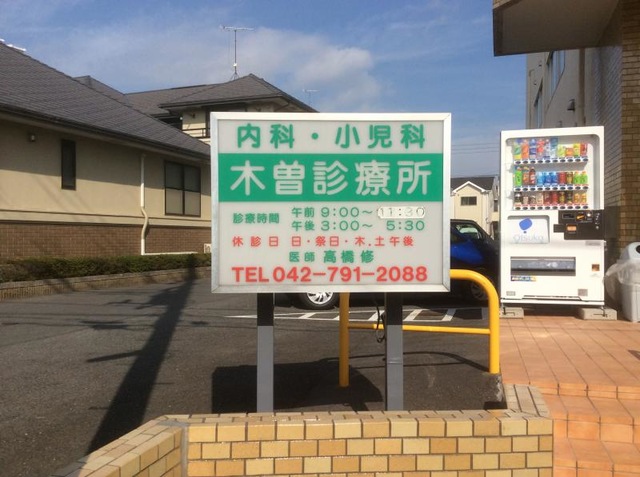 内科・小児科
木曽診療所
診療時間 午前 9:00〜11:30
午後 3:00〜 5:30
休診日 日・祭日・木．土午後
医師 高橋修
TEL 042-791-2088